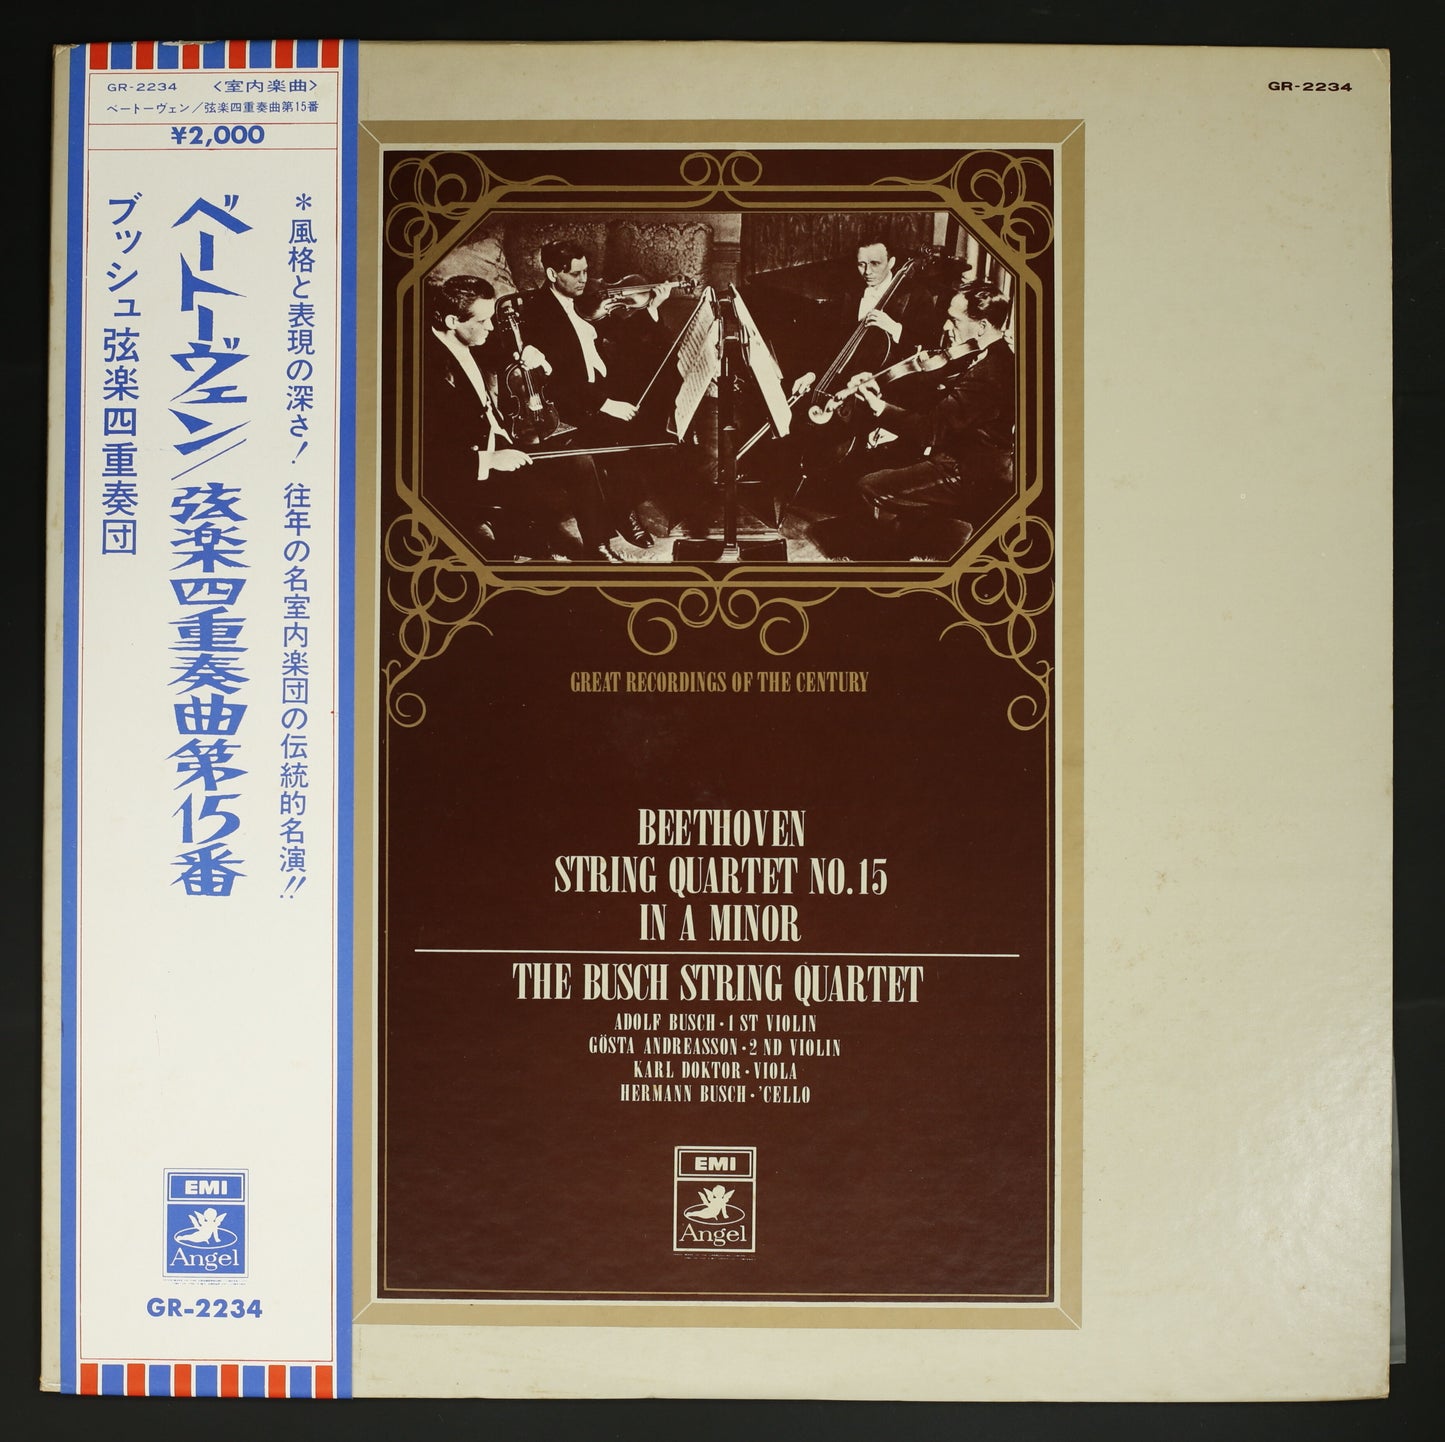 GR-2234 〈室内楽曲〉
ベートーヴェン／弦楽四重奏曲第15番
¥2,000
＊風格と表現の深さ！ 往年の名室内楽団の伝統的名演!!
ベートーヴェン／弦楽四重奏曲第15番
ブッシュ弦楽四重奏団
EMI
Angel
GR-2234
GR-2234
GREAT RECORDINGS OF THE CENTURY
BEETHOVEN
STRING QUARTET NO.15
IN A MINOR
THE BUSCH STRING QUARTET
ADOLF BUSCH·1 ST VIOLIN
GÖSTA ANDREASSON·2 ND VIOLIN
KARL DOKTOR·VIOLA
HERMANN BUSCH·'CELLO
EMI
Angel